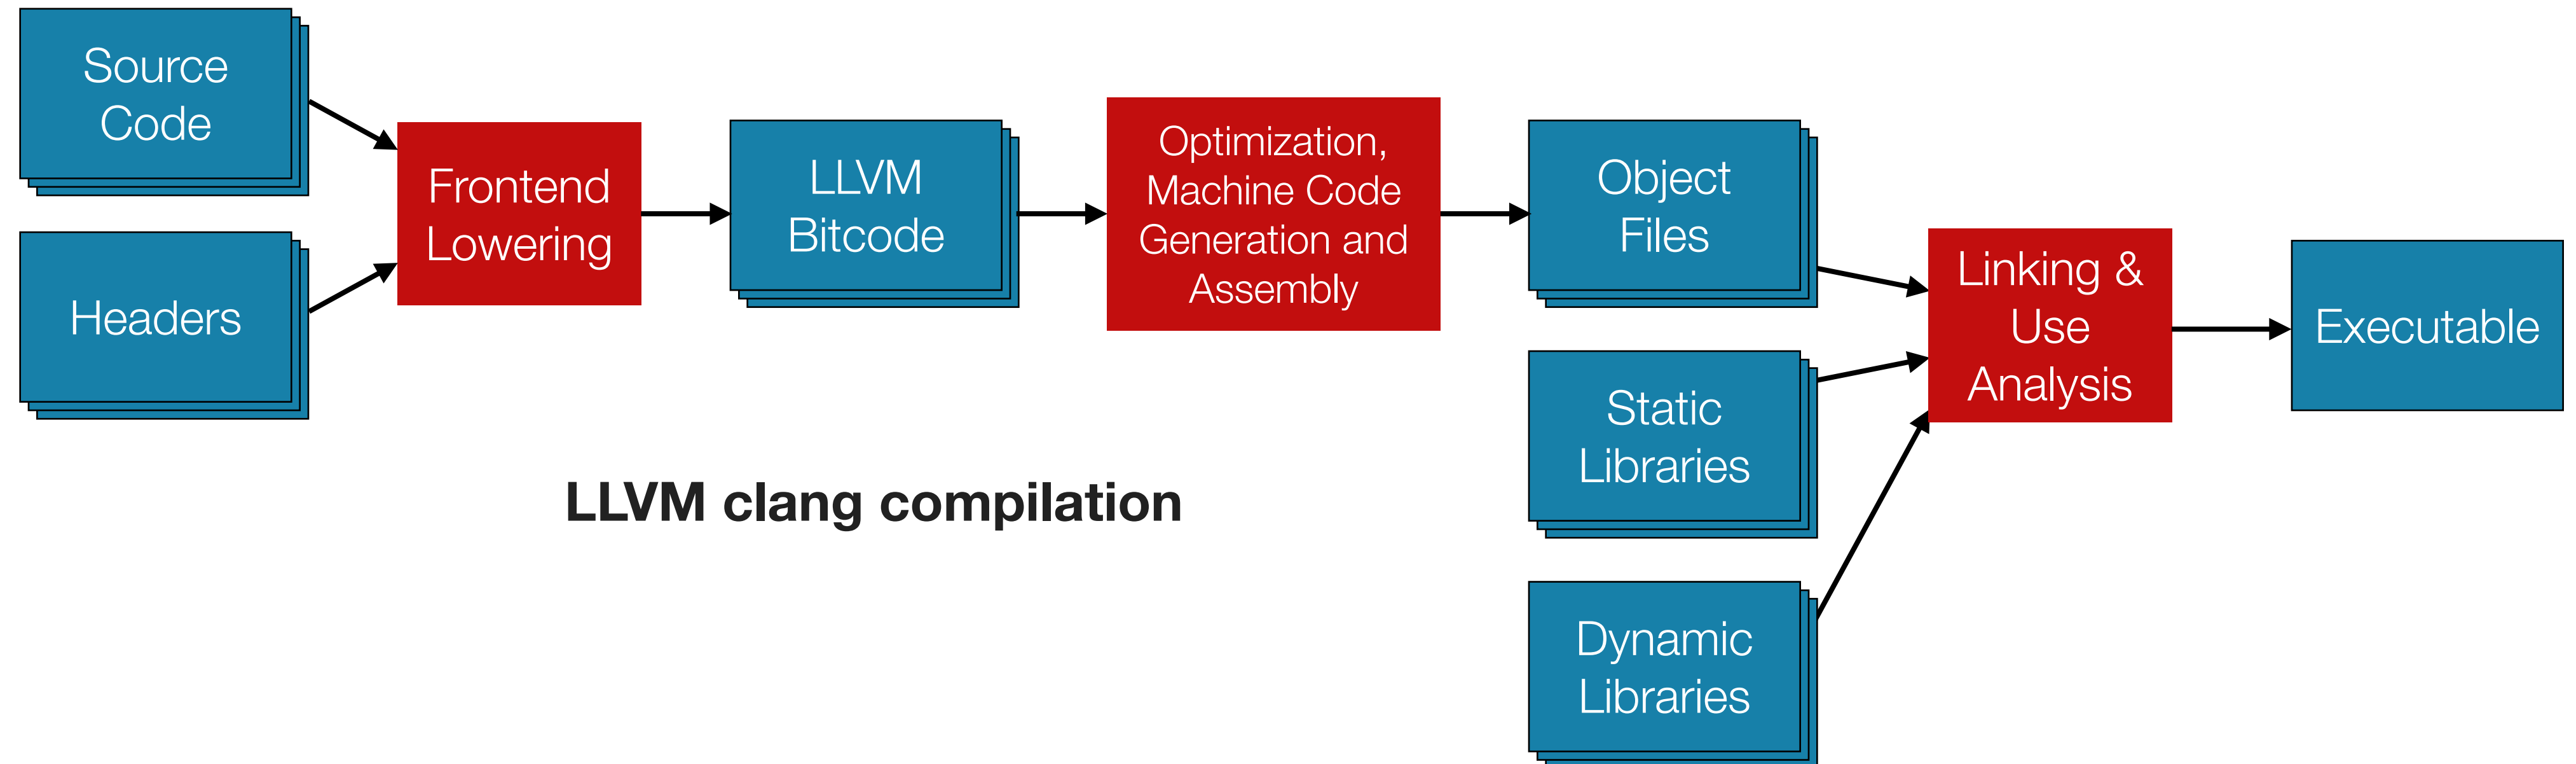 Source
Code
Headers
Frontend
Lowering
LLVM
Bitcode
Optimization,
Machine Code
Generation and
Assembly
Object
Files
Static
Libraries
Dynamic
Libraries
Linking &
Use
Analysis
Executable
LLVM clang compilation